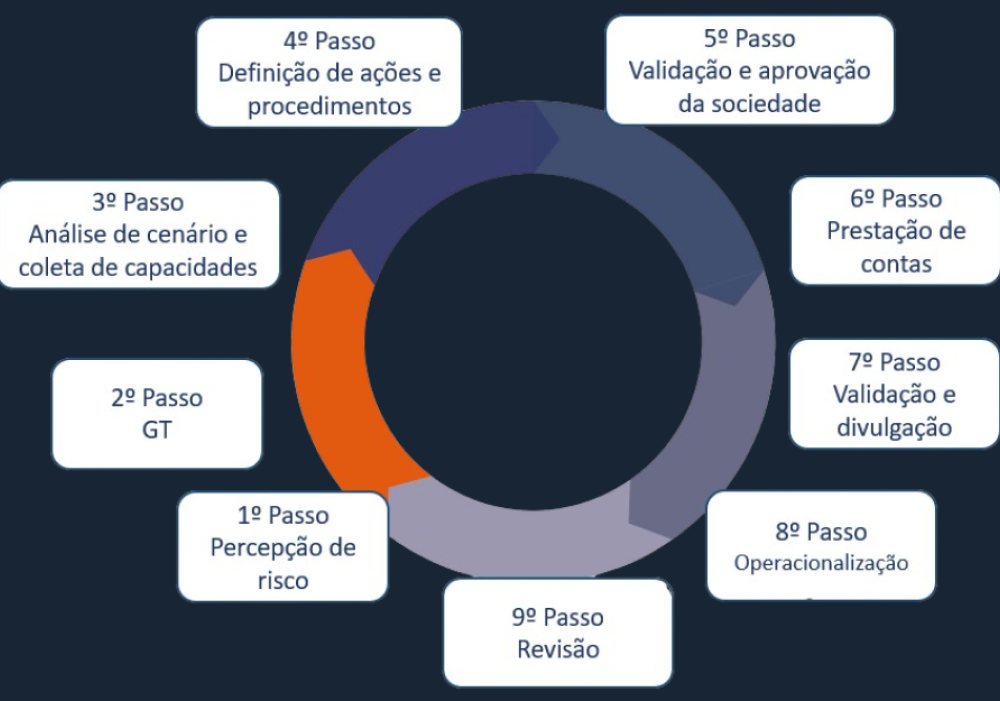 4º Passo
Definição de ações e
procedimentos
5º Passo
Validação e aprovação
da sociedade
3º Passo
Análise de cenário e
coleta de capacidades
6º Passo
Prestação de
contas
2º Passo
GT
7º Passo
Validação e
divulgação
1º Passo
Percepção de
risco
8º Passo
Operacionalização
9º Passo
Revisão